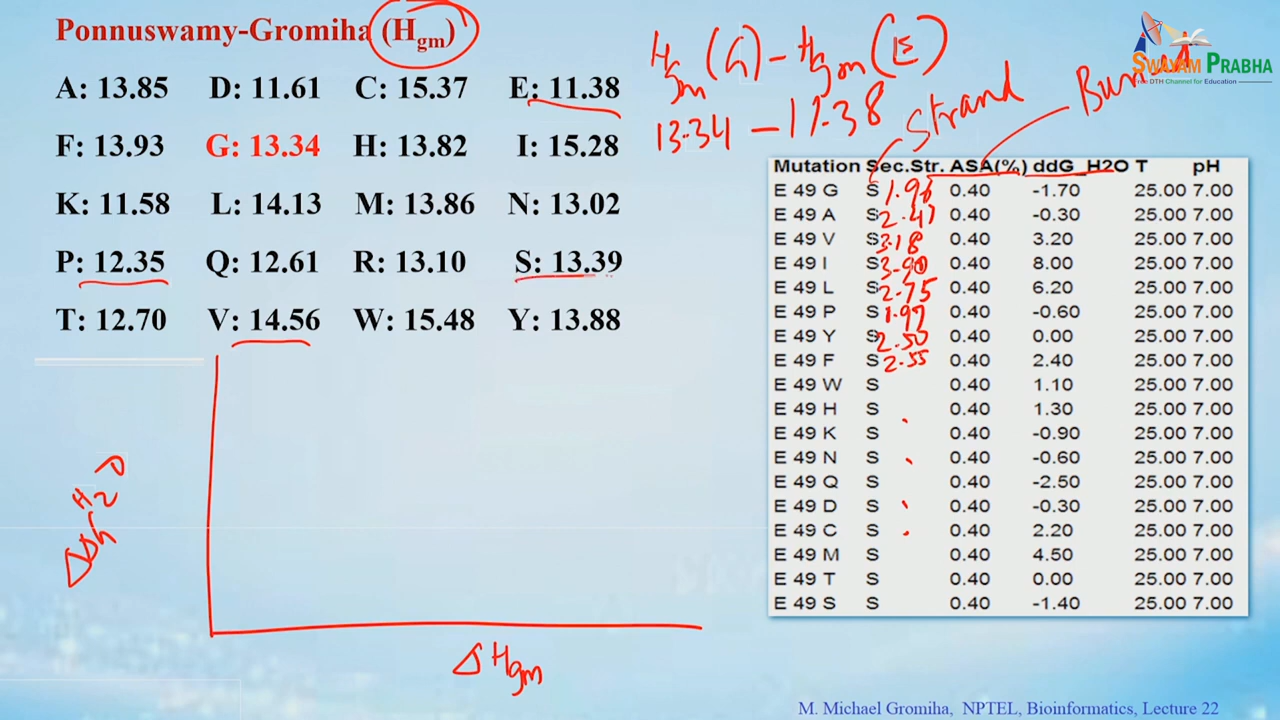 Ponnuswamy-Gromiha (Hgm)
A: 13.85 D: 11.61 C: 15.37 E: 11.38
F: 13.93 G: 13.34 H: 13.82 I: 15.28
K: 11.58 L: 14.13 M: 13.86 N: 13.02
P: 12.35 Q: 12.61 R: 13.10 S: 13.39
T: 12.70 V: 14.56 W: 15.48 Y: 13.88
Hgm (G) - Hgm (E)
13.34 - 11.38
Strand
SWAYAM PRABHA
Free DTH Channel for Education
Mutation Sec.Str. ASA(%) ddG_H2O T pH
E 49 G S 1.96 0.40 -1.70 25.00 7.00
E 49 A S 2.47 0.40 -0.30 25.00 7.00
E 49 V S 3.18 0.40 3.20 25.00 7.00
E 49 I S 3.90 0.40 8.00 25.00 7.00
E 49 L S 2.75 0.40 6.20 25.00 7.00
E 49 P S 1.97 0.40 -0.60 25.00 7.00
E 49 Y S 2.50 0.40 0.00 25.00 7.00
E 49 F S 2.55 0.40 2.40 25.00 7.00
E 49 W S 0.40 1.10 25.00 7.00
E 49 H S 0.40 1.30 25.00 7.00
E 49 K S 0.40 -0.90 25.00 7.00
E 49 N S 0.40 -0.60 25.00 7.00
E 49 Q S 0.40 -2.50 25.00 7.00
E 49 D S 0.40 -0.30 25.00 7.00
E 49 C S 0.40 2.20 25.00 7.00
E 49 M S 0.40 4.50 25.00 7.00
E 49 T S 0.40 0.00 25.00 7.00
E 49 S S 0.40 -1.40 25.00 7.00
ΔΔG H2O
Δ Hgm
M. Michael Gromiha, NPTEL, Bioinformatics, Lecture 22